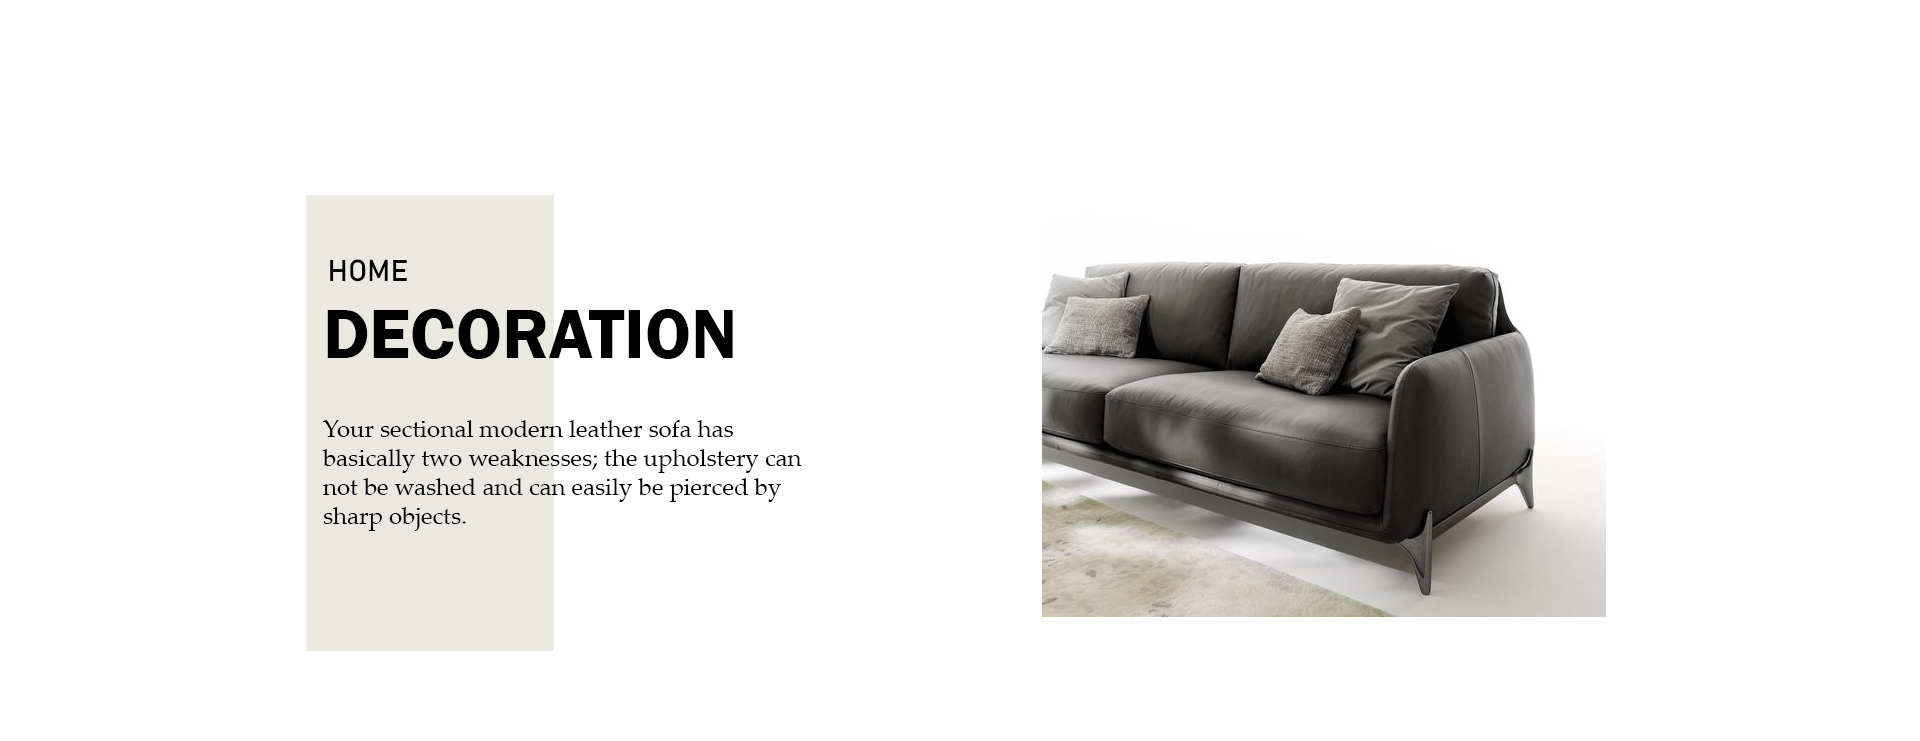 HOME
DECORATION
Your sectional modern leather sofa has
basically two weaknesses; the upholstery can
not be washed and can easily be pierced by
sharp objects.